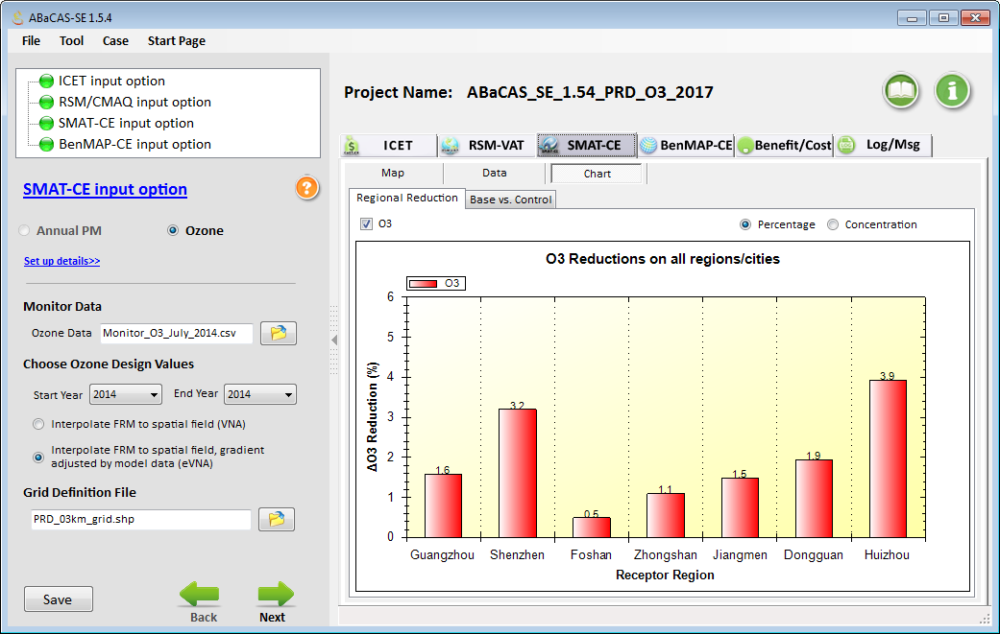 ABaCAS-SE 1.5.4
File Tool Case Start Page
ICET input option
RSM/CMAQ input option
SMAT-CE input option
BenMAP-CE input option
SMAT-CE input option
?
Annual PM Ozone
Set up details>>
Monitor Data
Ozone Data Monitor_O3_July_2014.csv
Choose Ozone Design Values
Start Year 2014 End Year 2014
Interpolate FRM to spatial field (VNA)
Interpolate FRM to spatial field, gradient
adjusted by model data (eVNA)
Grid Definition File
PRD_03km_grid.shp
Save Back Next
Project Name: ABaCAS_SE_1.54_PRD_O3_2017
i
ICET RSM-VAT SMAT-CE BenMAP-CE Benefit/Cost Log/Msg
Map Data Chart
Regional Reduction Base vs. Control
O3 Percentage Concentration
O3 Reductions on all regions/cities
O3
ΔO3 Reduction (%)
6
5
4
3
2
1
0
1.6 3.2 0.5 1.1 1.5 1.9 3.9
Guangzhou Shenzhen Foshan Zhongshan Jiangmen Dongguan Huizhou
Receptor Region